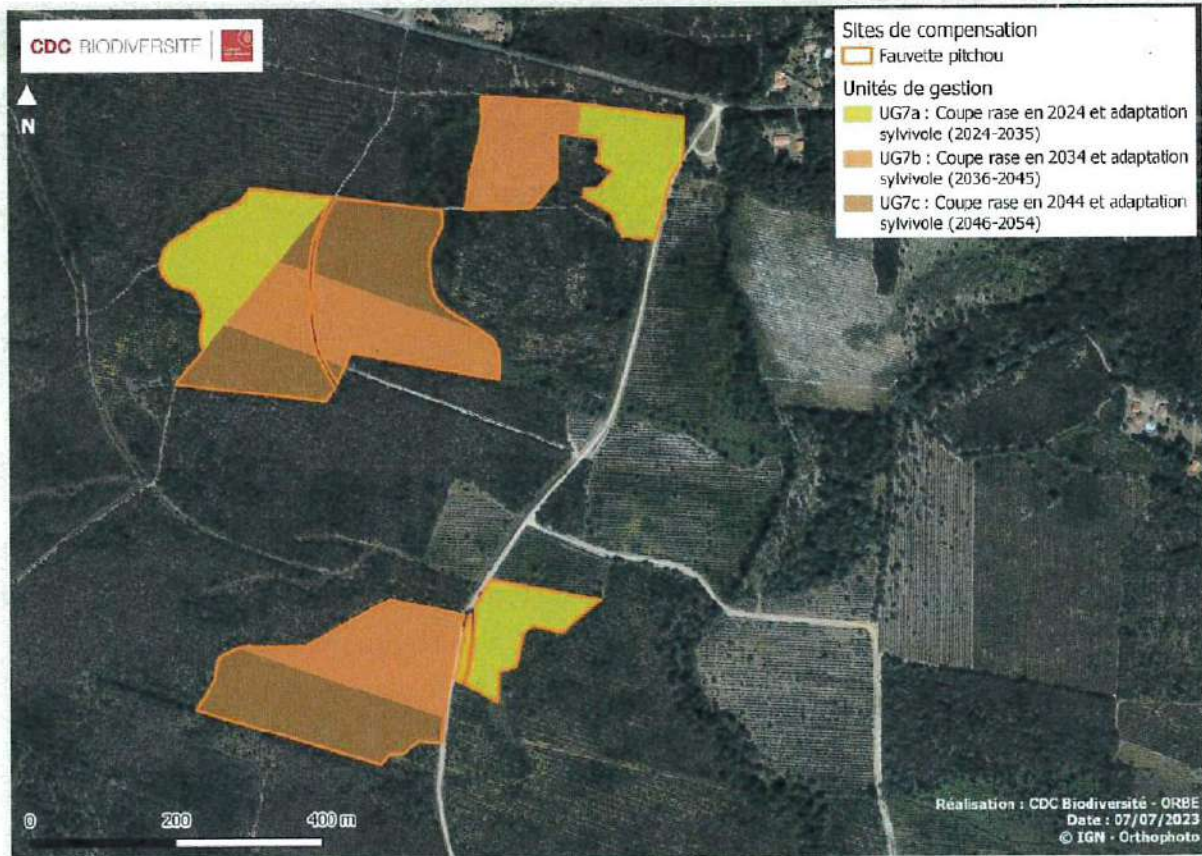 CDC BIODIVERSITÉ
N
Sites de compensation
Fauvette pitchou
Unités de gestion
UG7a : Coupe rase en 2024 et adaptation
sylvivole (2024-2035)
UG7b : Coupe rase en 2034 et adaptation
sylvivole (2036-2045)
UG7c : Coupe rase en 2044 et adaptation
sylvivole (2046-2054)
0 200 400 m
Réalisation : CDC Biodiversité - ORBE
Date : 07/07/2023
© IGN - Orthophoto